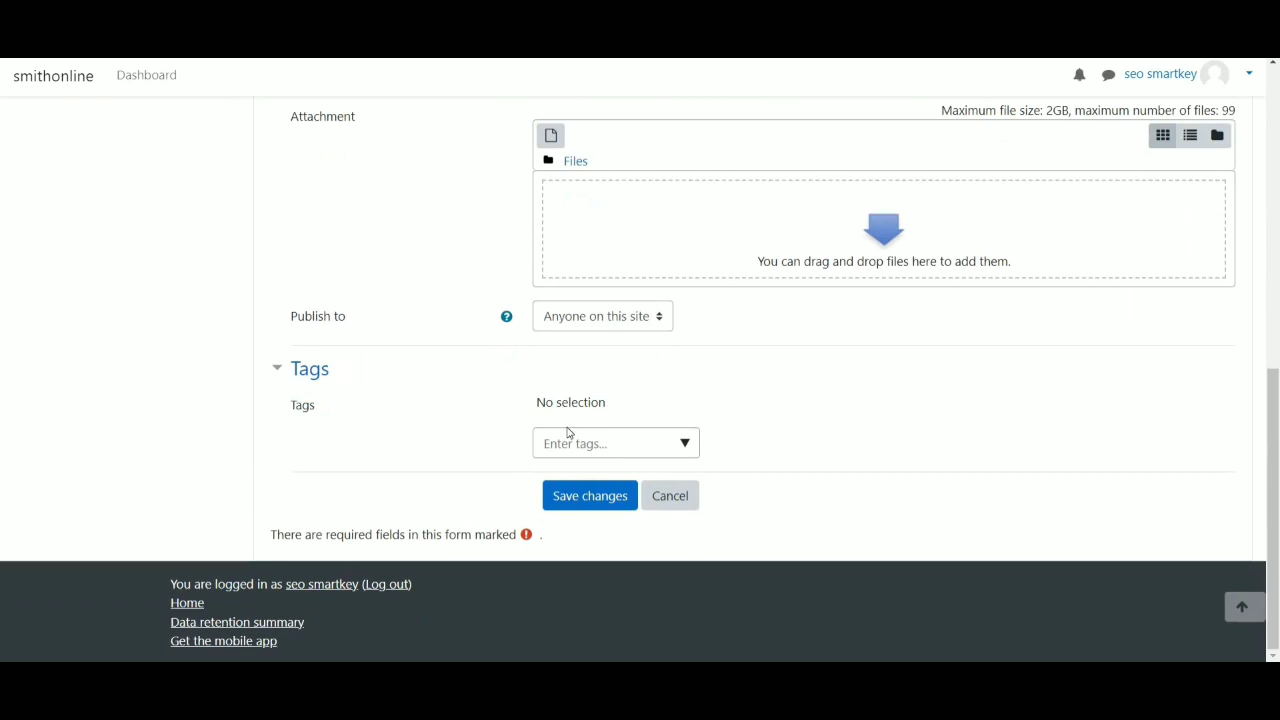 smithonline Dashboard seo smartkey
Attachment Maximum file size: 2GB, maximum number of files: 99
Files
You can drag and drop files here to add them.
Publish to ? Anyone on this site
Tags
Tags No selection
Enter tags...
Save changes Cancel
There are required fields in this form marked ! .
You are logged in as seo smartkey (Log out)
Home
Data retention summary
Get the mobile app